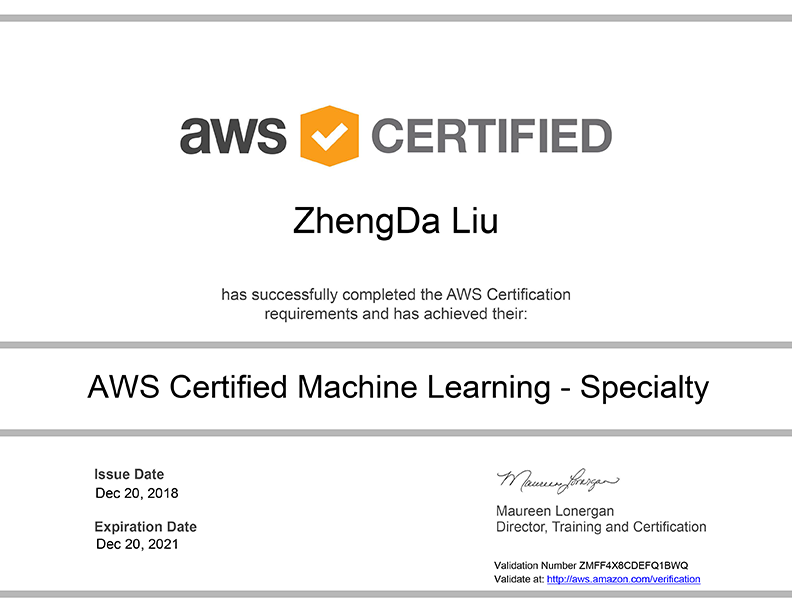 aws CERTIFIED
ZhengDa Liu
has successfully completed the AWS Certification
requirements and has achieved their:
AWS Certified Machine Learning - Specialty
Issue Date
Dec 20, 2018
Expiration Date
Dec 20, 2021
Maureen Lonergan
Maureen Lonergan
Director, Training and Certification
Validation Number ZMFF4X8CDEFQ1BWQ
Validate at: http://aws.amazon.com/verification